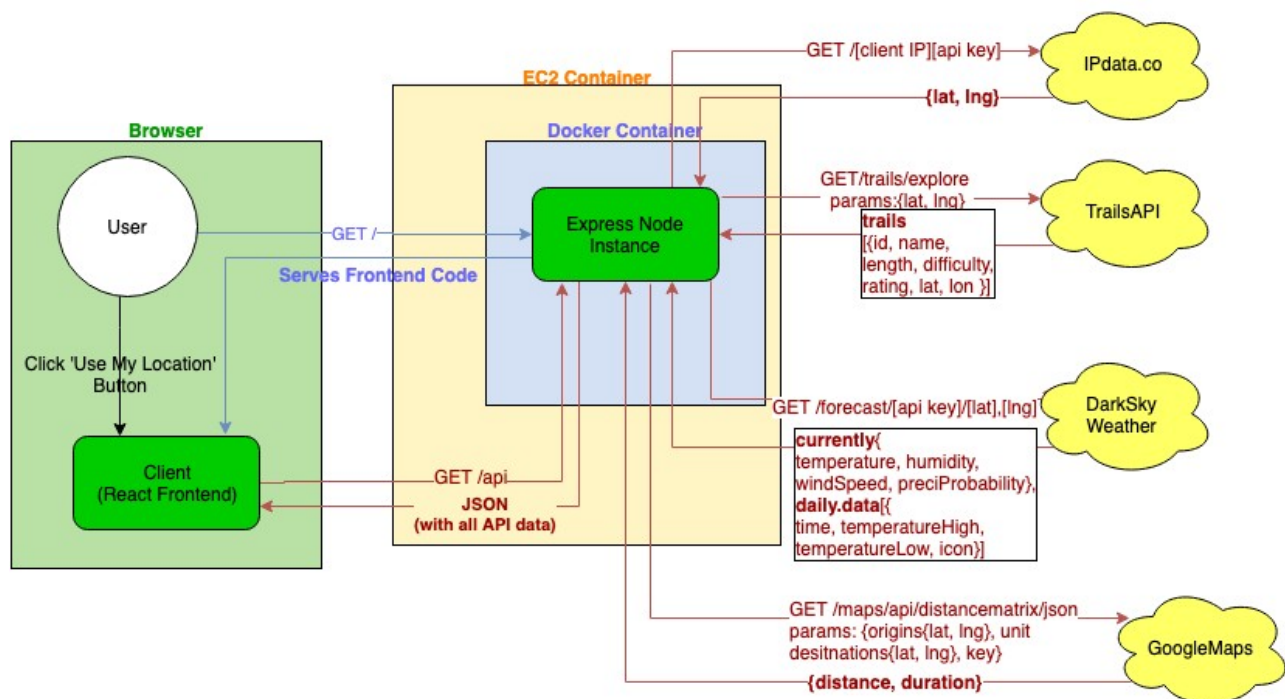 GET /[client IP][api key]
IPdata.co
EC2 Container
{lat, lng}
Browser
Docker Container
User
GET /
Express Node
Instance
GET/trails/explore
params:{lat, lng}
TrailsAPI
trails
[{id, name,
length, difficulty,
rating, lat, lon }]
Serves Frontend Code
Click 'Use My Location'
Button
GET /forecast/[api key]/[lat],[lng]
DarkSky
Weather
Client
(React Frontend)
GET /api
JSON
(with all API data)
currently{
temperature, humidity,
windSpeed, preciProbability},
daily.data[{
time, temperatureHigh,
temperatureLow, icon}]
GET /maps/api/distancematrix/json
params: {origins{lat, lng}, unit
desitnations{lat, lng}, key}
GoogleMaps
{distance, duration}